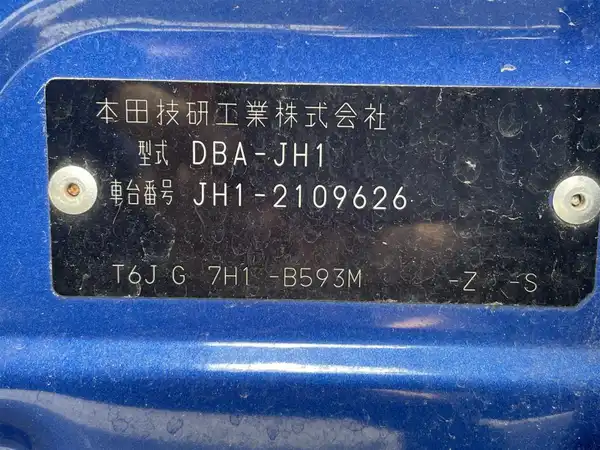 本田技研工業株式会社
型式 DBA-JH1
車台番号 JH1-2109626
T6J G 7H1 -B593M -Z -S